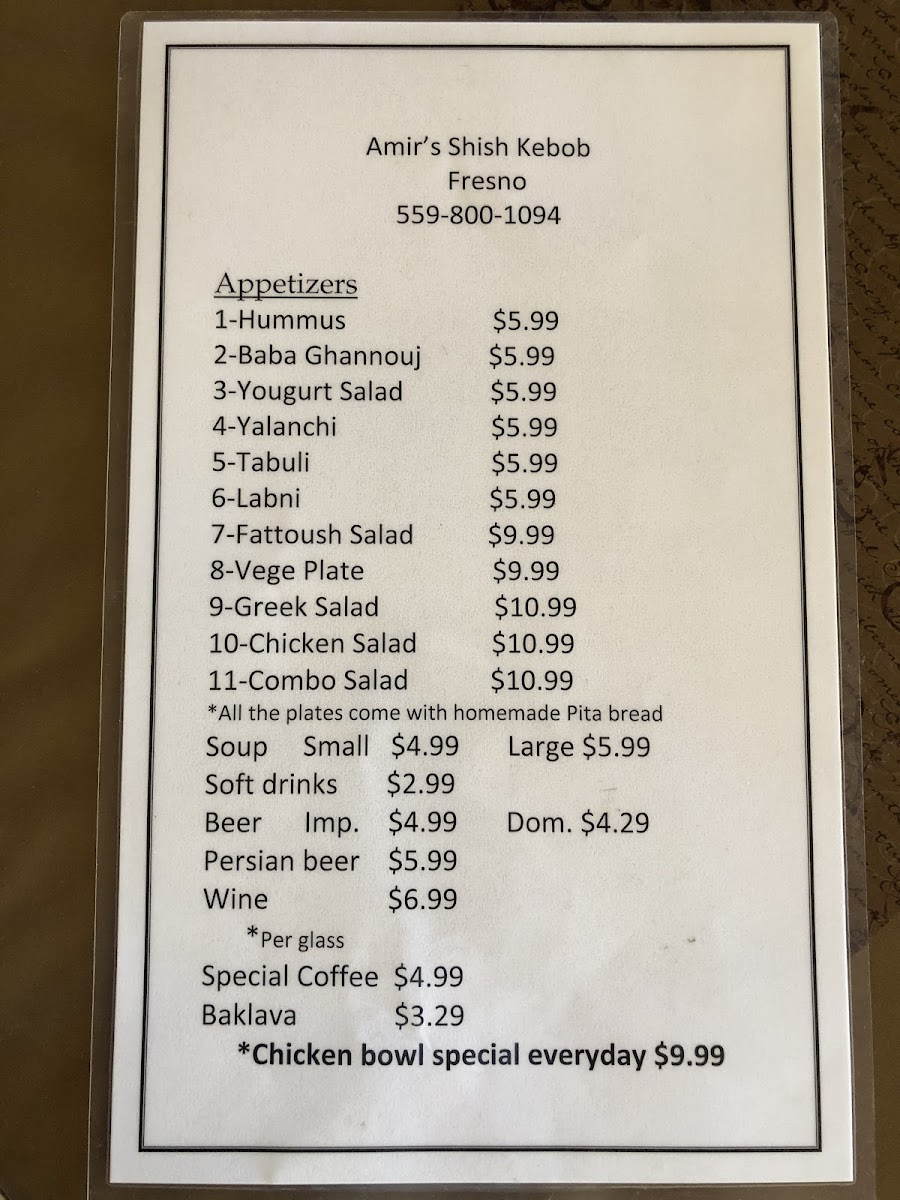 Amir's Shish Kebob
Fresno
559-800-1094
Appetizers
1-Hummus $5.99
2-Baba Ghannouj $5.99
3-Yougurt Salad $5.99
4-Yalanchi $5.99
5-Tabuli $5.99
6-Labni $5.99
7-Fattoush Salad $9.99
8-Vege Plate $9.99
9-Greek Salad $10.99
10-Chicken Salad $10.99
11-Combo Salad $10.99
*All the plates come with homemade Pita bread
Soup Small $4.99 Large $5.99
Soft drinks $2.99
Beer Imp. $4.99 Dom. $4.29
Persian beer $5.99
Wine $6.99
*Per glass
Special Coffee $4.99
Baklava $3.29
*Chicken bowl special everyday $9.99